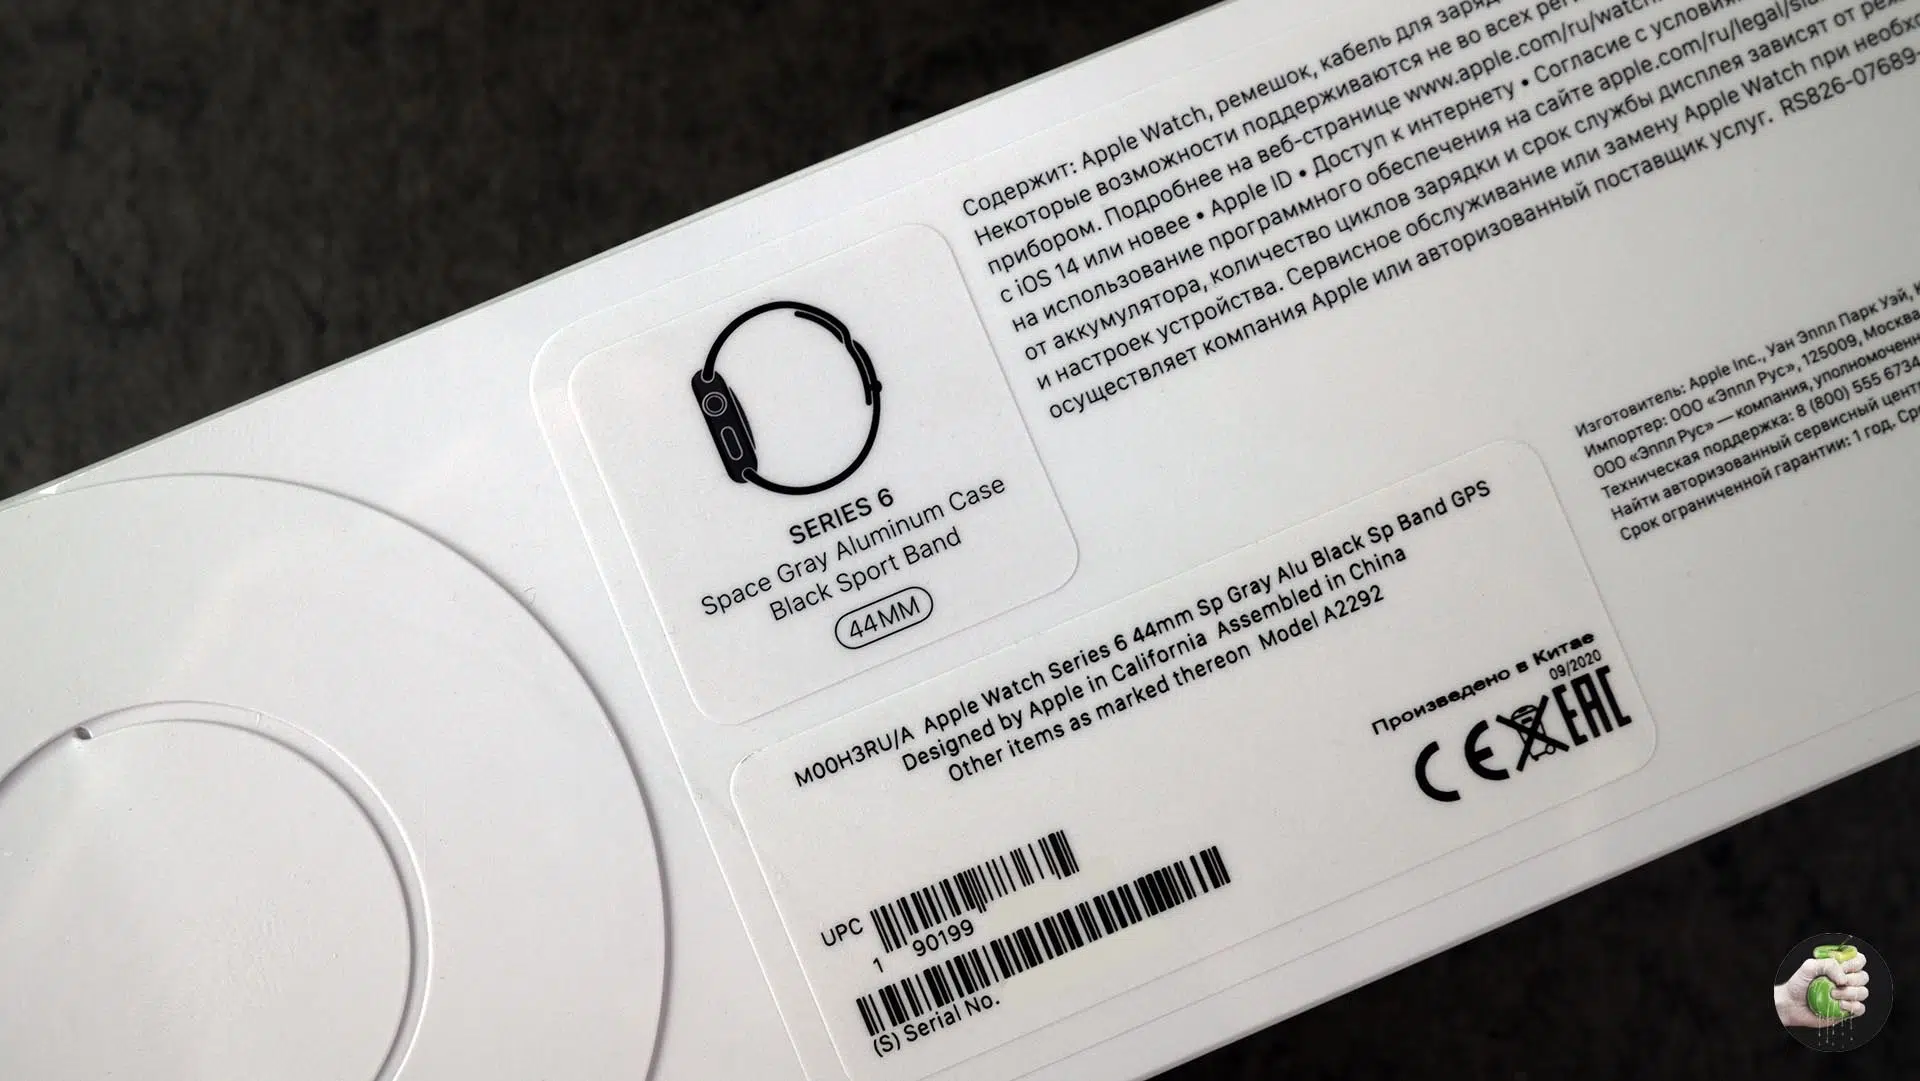 Содержит: Apple Watch, ремешок, кабель для
Некоторые возможности поддерживаются не во всех
прибором. Подробнее на веб-странице www.apple.com/ru/watch
с iOS 14 или новее • Apple ID • Доступ к интернету • Согласие с
на использование программного обеспечения на сайте apple.com/ru/legal/
от аккумулятора, количество циклов зарядки и срок службы дисплея зависят от
и настроек устройства. Сервисное обслуживание или замену Apple Watch при
осуществляет компания Apple или авторизованный поставщик услуг. RS826-07689-
Изготовитель: Apple Inc., Уан Эппл Парк Уэй,
Импортер: ООО «Эппл Рус», 125009, Москва
ООО «Эппл Рус» — компания,
Техническая поддержка: 8 (800) 555 6734
Найти авторизованный сервисный
Срок ограниченной гарантии: 1 год.
SERIES 6
Space Gray Aluminum Case
Black Sport Band
44MM
M00H3RU/A Apple Watch Series 6 44mm Sp Gray Alu Black Sp Band GPS
Designed by Apple in California Assembled in China
Other items as marked thereon Model A2292
Произведено в Китае
09/2020
CE EAC
UPC
1 90199
(S) Serial No.